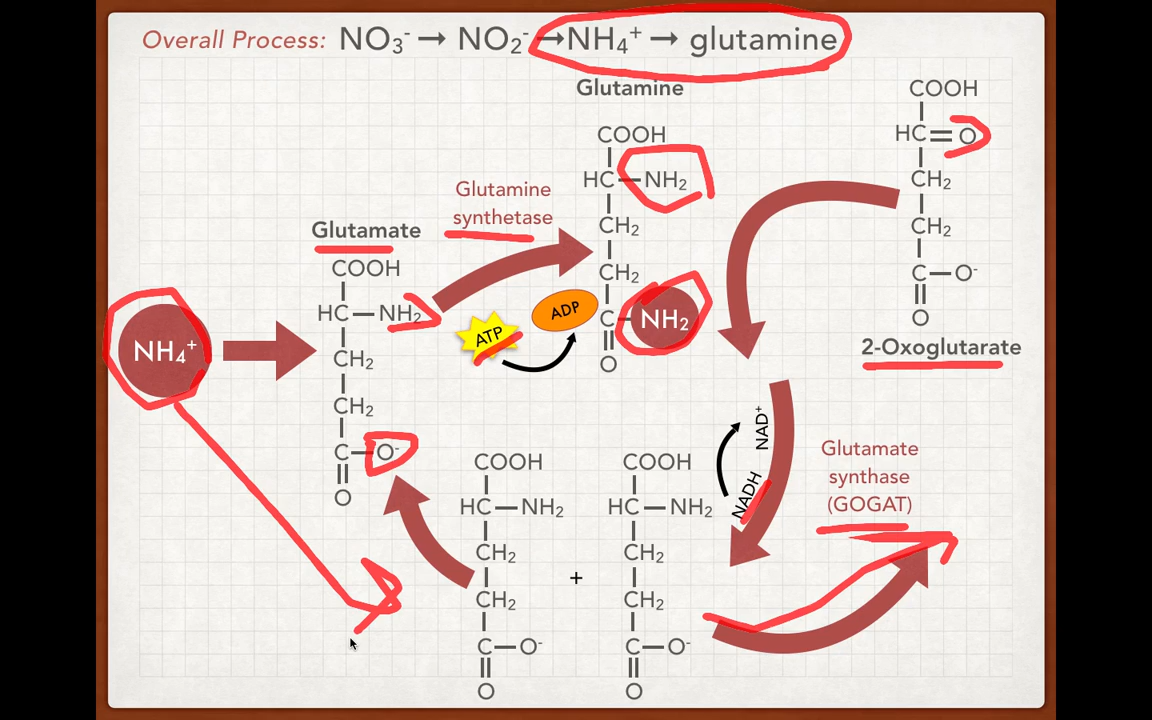 Overall Process: NO3- → NO2- → NH4+ → glutamine
Glutamine
COOH
HC—NH2
CH2
CH2
C—NH2
O
COOH
HC=O
CH2
CH2
C—O-
O
2-Oxoglutarate
Glutamine
synthetase
ATP
ADP
Glutamate
COOH
HC—NH2
CH2
CH2
C—O-
O
NH4+
NADH
NAD+
Glutamate
synthase
(GOGAT)
COOH
HC—NH2
CH2
CH2
C—O-
O
+
COOH
HC—NH2
CH2
CH2
C—O-
O